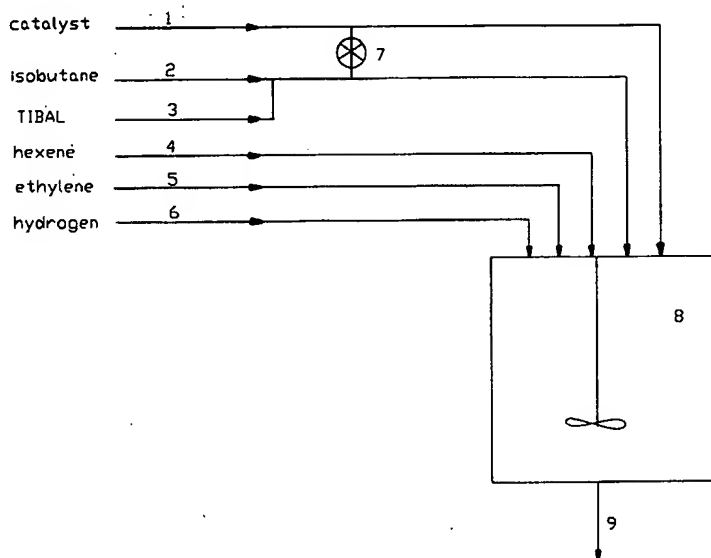 catalyst 1
7
isobutane 2
TIBAL 3
hexene 4
ethylene 5
hydrogen 6
8
9